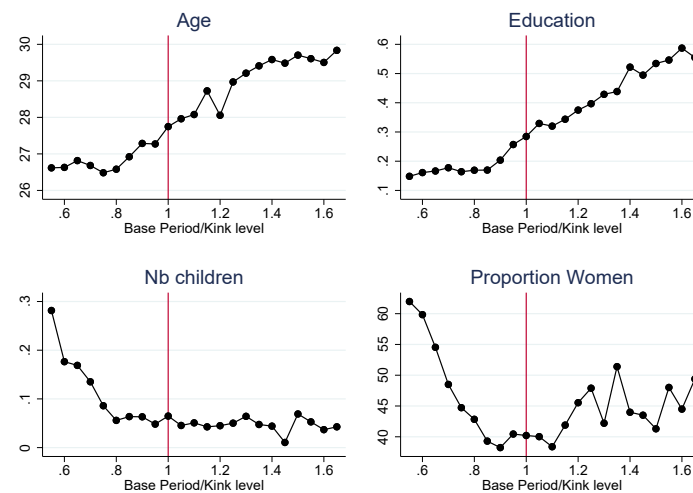 Age
30
29
28
27
26
.6 .8 1 1.2 1.4 1.6
Base Period/Kink level
Education
.6
.5
.4
.3
.2
.1
.6 .8 1 1.2 1.4 1.6
Base Period/Kink level
Nb children
.3
.2
.1
0
.6 .8 1 1.2 1.4 1.6
Base Period/Kink level
Proportion Women
60
55
50
45
40
.6 .8 1 1.2 1.4 1.6
Base Period/Kink level